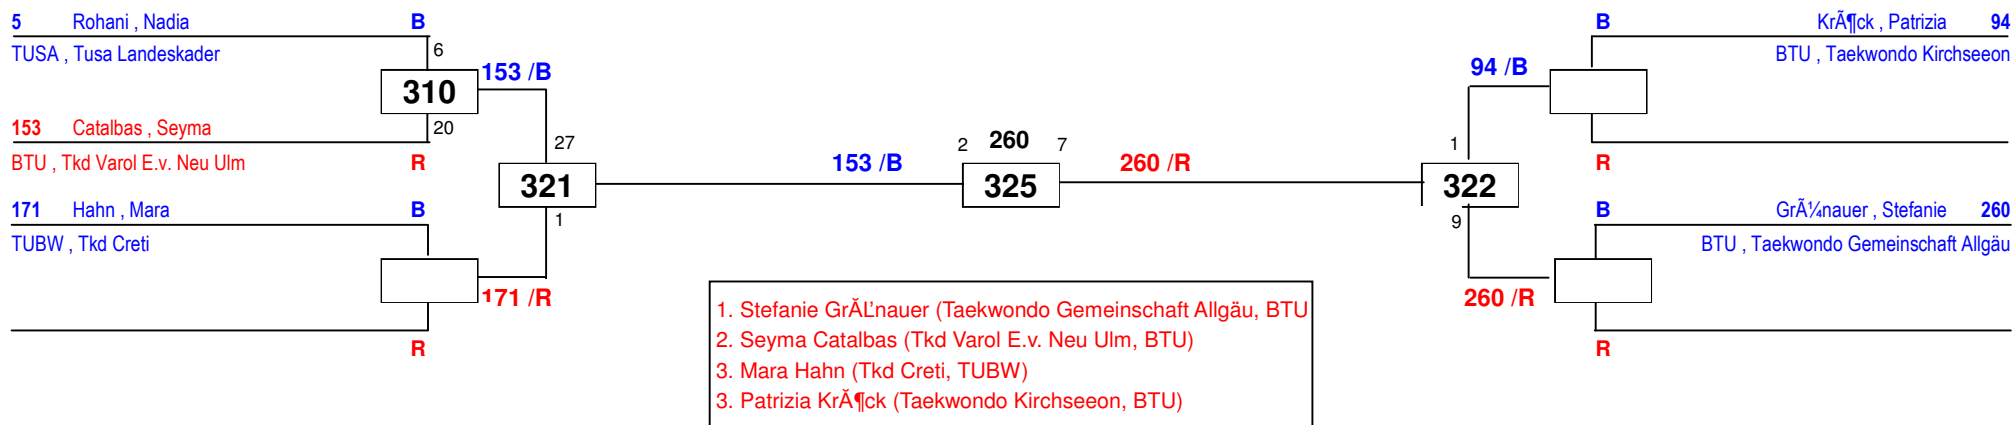 5 Rohani , Nadia B
TUSA , Tusa Landeskader
6
310
153 /B
20
153 Catalbas , Seyma
BTU , Tkd Varol E.v. Neu Ulm R
27
321
1
171 Hahn , Mara B
TUBW , Tkd Creti
171 /R
R
153 /B
2 260 7
325
260 /R
1. Stefanie GrÄĽ'nauer (Taekwondo Gemeinschaft Allgäu, BTU
2. Seyma Catalbas (Tkd Varol E.v. Neu Ulm, BTU)
3. Mara Hahn (Tkd Creti, TUBW)
3. Patrizia KrÄ¶ck (Taekwondo Kirchseeon, BTU)
B KrÃ¶ck , Patrizia 94
BTU , Taekwondo Kirchseeon
94 /B
R
1
322
9
B GrÃ¼nauer , Stefanie 260
BTU , Taekwondo Gemeinschaft Allgäu
260 /R
R